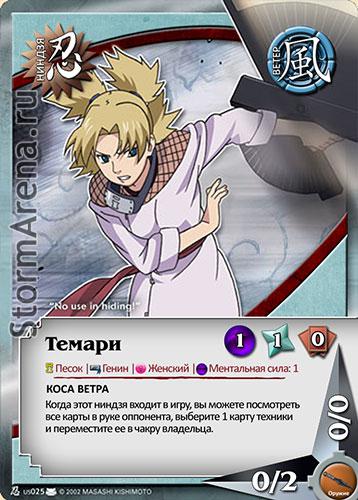 НИНДЗЯ
忍
ВЕТЕР
風
StormArena.ru
"No use in hiding!"
Темари
1
1
0
Песок | Генин | Женский | Ментальная сила: 1
КОСА ВЕТРА
Когда этот ниндзя входит в игру, вы можете посмотреть
все карты в руке оппонента, выберите 1 карту техники
и переместите ее в чакру владельца.
0/0
0/2
Оружие
US025 © 2002 MASASHI KISHIMOTO